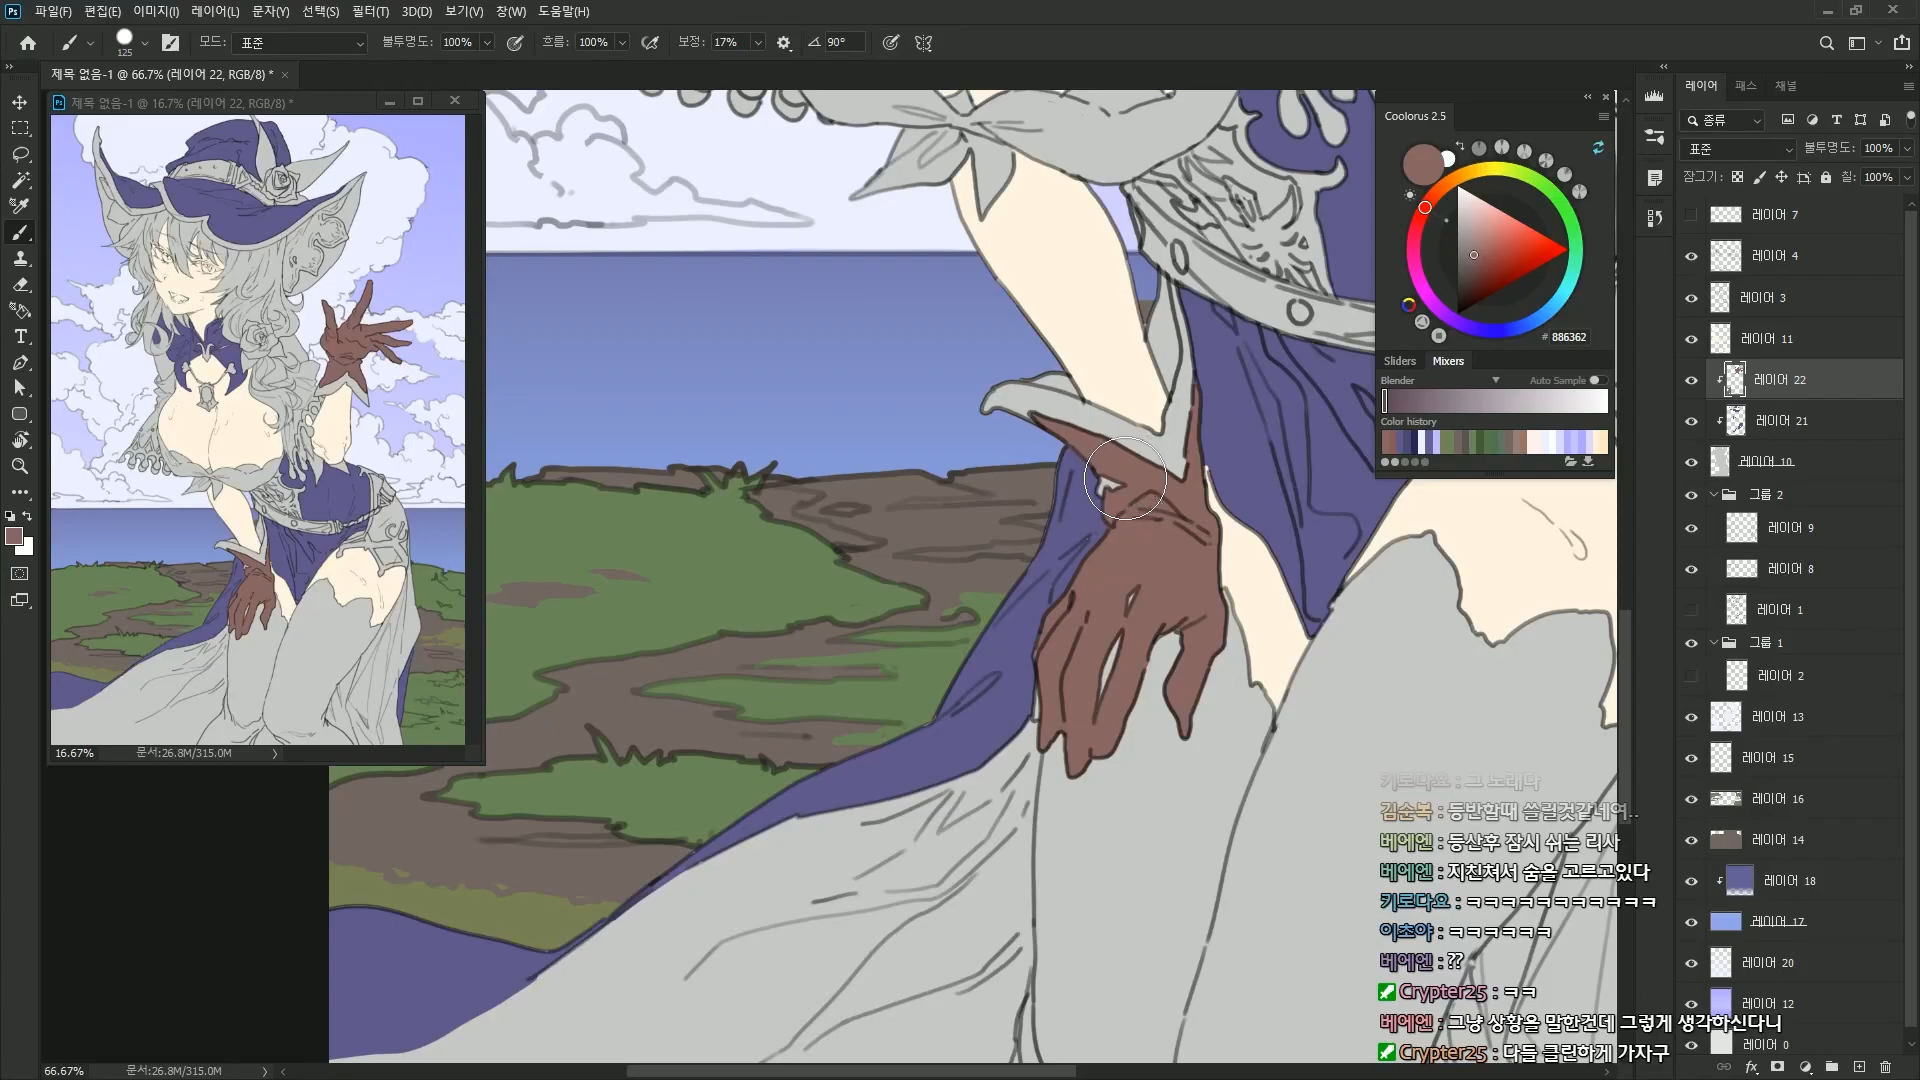 파일(F) 편집(E) 이미지(I) 레이어(L) 문자(Y) 선택(S) 필터(T) 3D(D) 보기(V) 창(W) 도움말(H)
125 모드: 표준 불투명도: 100% 흐름: 100% 보정: 17% 90°
제목 없음-1 @ 66.7% (레이어 22, RGB/8) *
제목 없음-1 @ 16.7% (레이어 22, RGB/8) *
16.67% 문서:26.8M/315.0M
Coolorus 2.5
# 886362
Sliders Mixers
Blender Auto Sample
Color history
레이어 패스 채널
종류
표준 불투명도: 100%
잠그기: 칠: 100%
레이어 7
레이어 4
레이어 3
레이어 11
레이어 22
레이어 21
레이어 10
그룹 2
레이어 9
레이어 8
레이어 1
그룹 1
레이어 2
레이어 13
레이어 15
레이어 16
레이어 14
레이어 18
레이어 17
레이어 20
레이어 12
레이어 0
키로다요 : 그 노래다
김순복 : 등반할때 쓸릴것같네여..
베에엔 : 등산후 잠시 쉬는 리사
베에엔 : 지친쳐서 숨을 고르고있다
키로다요 : ㅋㅋㅋㅋㅋㅋㅋㅋㅋㅋㅋ
이초야 : ㅋㅋㅋㅋㅋㅋ
베에엔 : ??
Crypter25 : ㅋㅋ
베에엔 : 그냥 상황을 말한건데 그렇게 생각하신다니
Crypter25 : 다들 클린하게 가자구
66.67% 문서:26.8M/315.0M